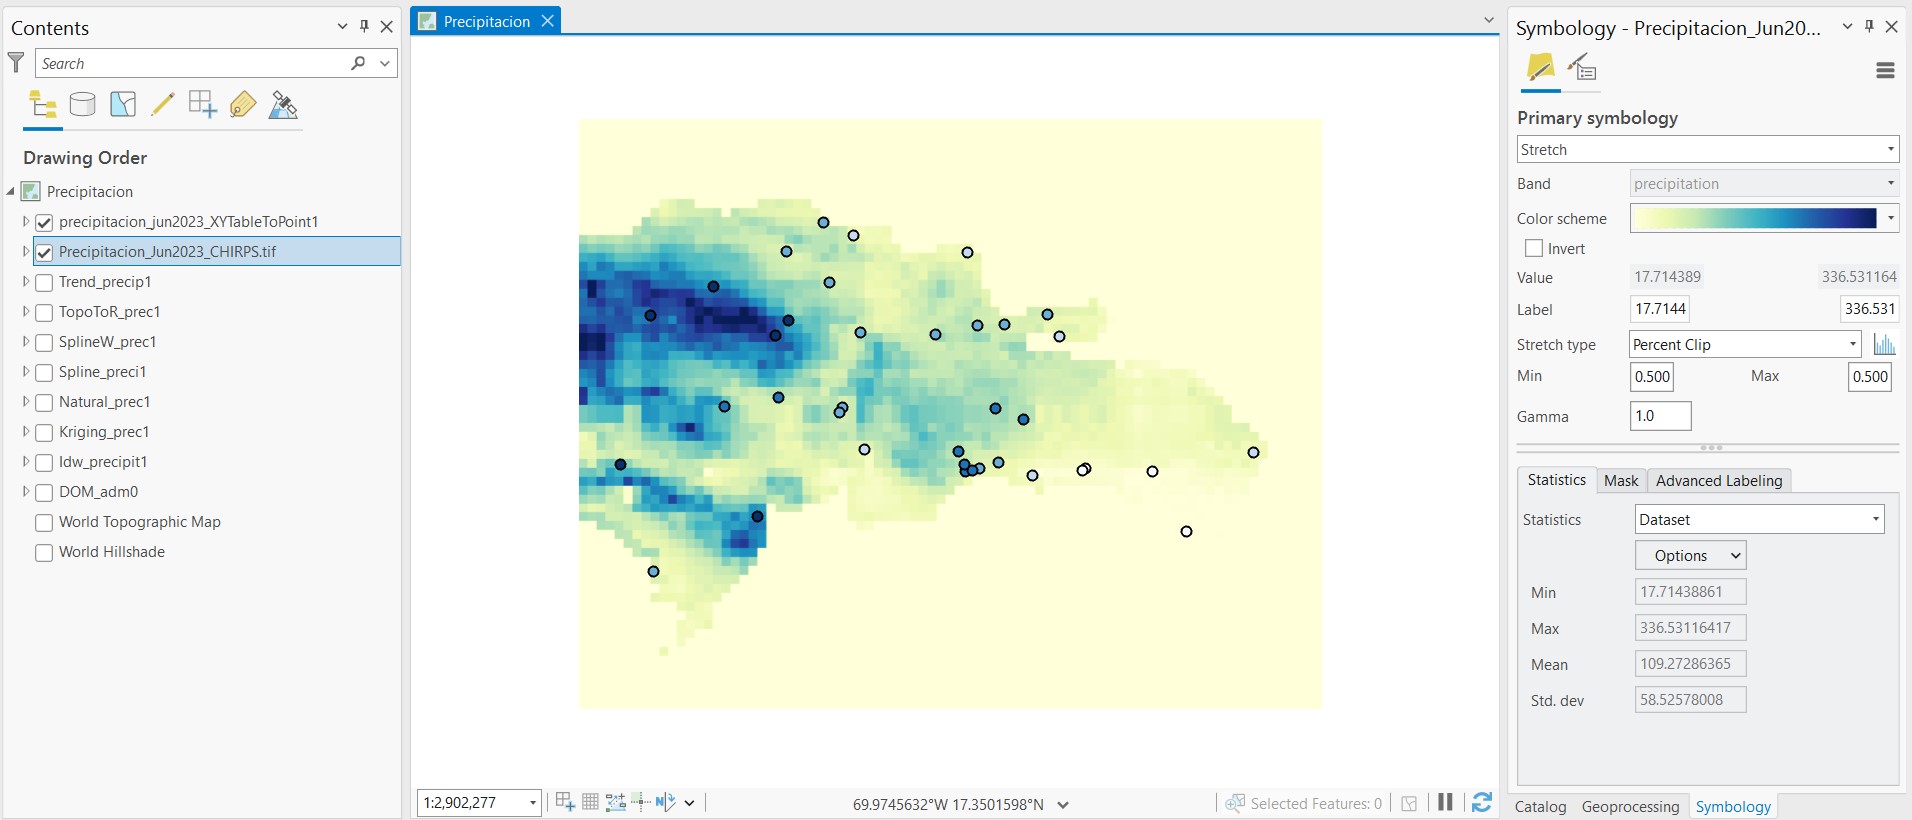 Contents
Search
Drawing Order
Precipitacion
precipitacion_jun2023_XYTableToPoint1
Precipitacion_Jun2023_CHIRPS.tif
Trend_precip1
TopoToR_prec1
SplineW_prec1
Spline_preci1
Natural_prec1
Kriging_prec1
Idw_precipit1
DOM_adm0
World Topographic Map
World Hillshade
Precipitacion
1:2,902,277
69.9745632°W 17.3501598°N
Selected Features: 0
Symbology - Precipitacion_Jun20...
Primary symbology
Stretch
Band precipitation
Color scheme
Invert
Value 17.714389 336.531164
Label 17.7144 336.531
Stretch type Percent Clip
Min 0.500 Max 0.500
Gamma 1.0
Statistics Mask Advanced Labeling
Statistics Dataset
Options
Min 17.71438861
Max 336.53116417
Mean 109.27286365
Std. dev 58.52578008
Catalog Geoprocessing Symbology